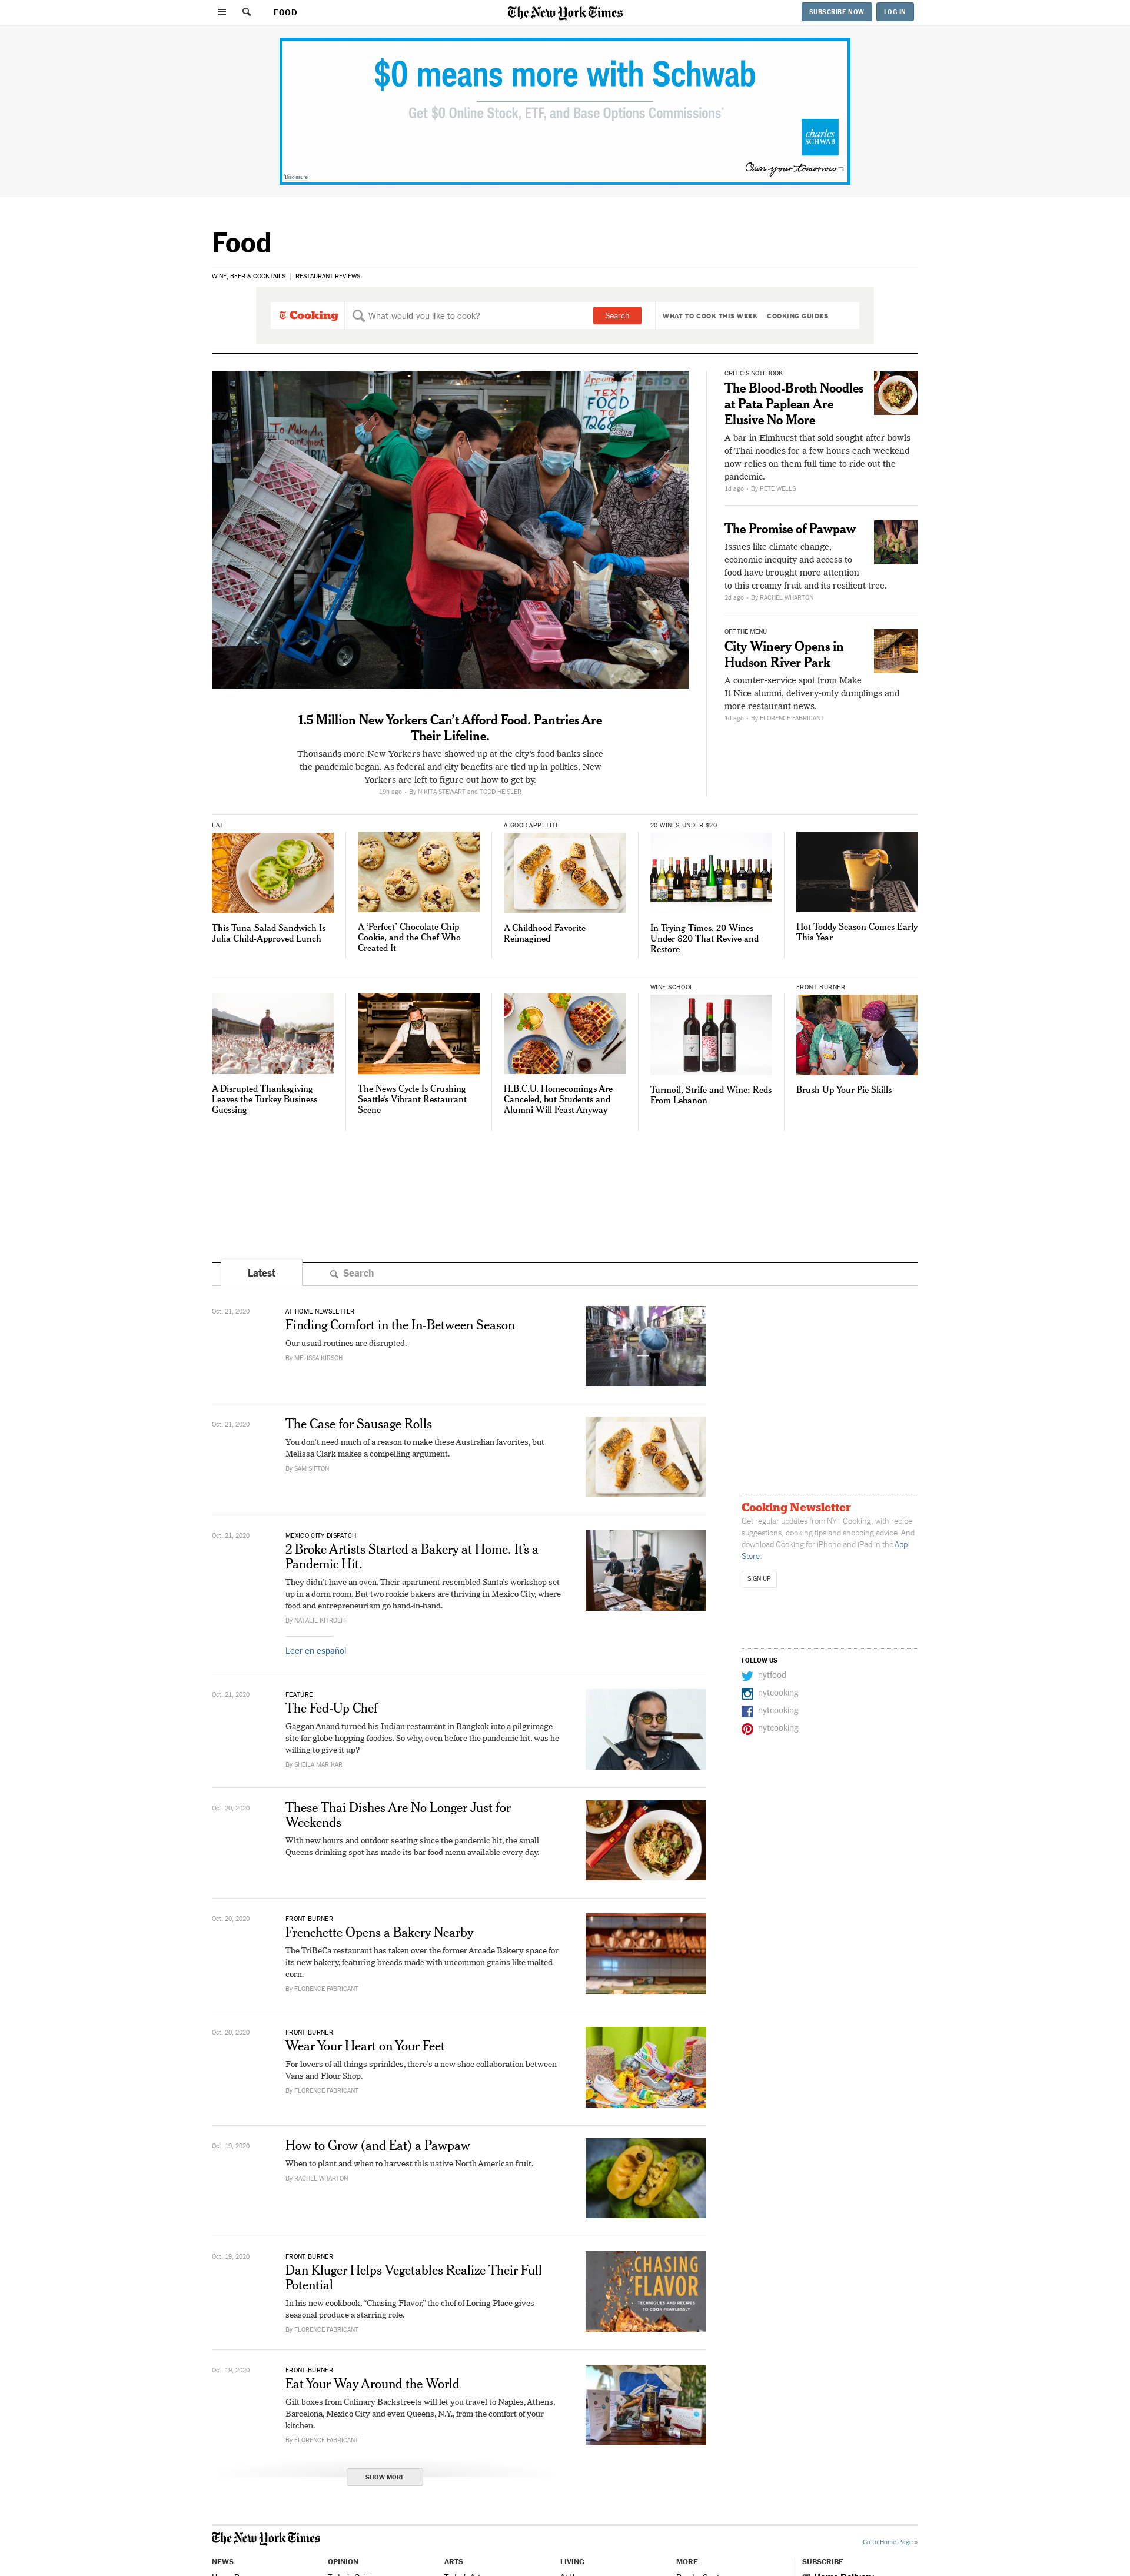 FOOD
The New York Times
SUBSCRIBE NOW
LOG IN
$0 means more with Schwab
Get $0 Online Stock, ETF, and Base Options Commissions*
charles
SCHWAB
Own your tomorrow
Disclosure
Food
WINE, BEER & COCKTAILS
RESTAURANT REVIEWS
Cooking
What would you like to cook?
Search
WHAT TO COOK THIS WEEK
COOKING GUIDES
TEXT
FOOD
1.5 Million New Yorkers Can’t Afford Food. Pantries Are
Their Lifeline.
Thousands more New Yorkers have showed up at the city’s food banks since
the pandemic began. As federal and city benefits are tied up in politics, New
Yorkers are left to figure out how to get by.
19h ago • By NIKITA STEWART and TODD HEISLER
CRITIC’S NOTEBOOK
The Blood-Broth Noodles
at Pata Paplean Are
Elusive No More
A bar in Elmhurst that sold sought-after bowls
of Thai noodles for a few hours each weekend
now relies on them full time to ride out the
pandemic.
1d ago • By PETE WELLS
The Promise of Pawpaw
Issues like climate change,
economic inequity and access to
food have brought more attention
to this creamy fruit and its resilient tree.
2d ago • By RACHEL WHARTON
OFF THE MENU
City Winery Opens in
Hudson River Park
A counter-service spot from Make
It Nice alumni, delivery-only dumplings and
more restaurant news.
1d ago • By FLORENCE FABRICANT
EAT
This Tuna-Salad Sandwich Is
Julia Child-Approved Lunch
A ‘Perfect’ Chocolate Chip
Cookie, and the Chef Who
Created It
A GOOD APPETITE
A Childhood Favorite
Reimagined
20 WINES UNDER $20
In Trying Times, 20 Wines
Under $20 That Revive and
Restore
Hot Toddy Season Comes Early
This Year
A Disrupted Thanksgiving
Leaves the Turkey Business
Guessing
The News Cycle Is Crushing
Seattle’s Vibrant Restaurant
Scene
H.B.C.U. Homecomings Are
Canceled, but Students and
Alumni Will Feast Anyway
WINE SCHOOL
Turmoil, Strife and Wine: Reds
From Lebanon
FRONT BURNER
Brush Up Your Pie Skills
Latest
Search
Oct. 21, 2020
AT HOME NEWSLETTER
Finding Comfort in the In-Between Season
Our usual routines are disrupted.
By MELISSA KIRSCH
Oct. 21, 2020
The Case for Sausage Rolls
You don’t need much of a reason to make these Australian favorites, but
Melissa Clark makes a compelling argument.
By SAM SIFTON
Oct. 21, 2020
MEXICO CITY DISPATCH
2 Broke Artists Started a Bakery at Home. It’s a
Pandemic Hit.
They didn’t have an oven. Their apartment resembled Santa’s workshop set
up in a dorm room. But two rookie bakers are thriving in Mexico City, where
food and entrepreneurism go hand-in-hand.
By NATALIE KITROEFF
Leer en español
Oct. 21, 2020
FEATURE
The Fed-Up Chef
Gaggan Anand turned his Indian restaurant in Bangkok into a pilgrimage
site for globe-hopping foodies. So why, even before the pandemic hit, was he
willing to give it up?
By SHEILA MARIKAR
Oct. 20, 2020
These Thai Dishes Are No Longer Just for
Weekends
With new hours and outdoor seating since the pandemic hit, the small
Queens drinking spot has made its bar food menu available every day.
Oct. 20, 2020
FRONT BURNER
Frenchette Opens a Bakery Nearby
The TriBeCa restaurant has taken over the former Arcade Bakery space for
its new bakery, featuring breads made with uncommon grains like malted
corn.
By FLORENCE FABRICANT
Oct. 20, 2020
FRONT BURNER
Wear Your Heart on Your Feet
For lovers of all things sprinkles, there’s a new shoe collaboration between
Vans and Flour Shop.
By FLORENCE FABRICANT
Oct. 19, 2020
How to Grow (and Eat) a Pawpaw
When to plant and when to harvest this native North American fruit.
By RACHEL WHARTON
Oct. 19, 2020
FRONT BURNER
Dan Kluger Helps Vegetables Realize Their Full
Potential
In his new cookbook, “Chasing Flavor,” the chef of Loring Place gives
seasonal produce a starring role.
By FLORENCE FABRICANT
CHASING
FLAVOR
TECHNIQUES AND RECIPES
TO COOK FEARLESSLY
Oct. 19, 2020
FRONT BURNER
Eat Your Way Around the World
Gift boxes from Culinary Backstreets will let you travel to Naples, Athens,
Barcelona, Mexico City and even Queens, N.Y., from the comfort of your
kitchen.
By FLORENCE FABRICANT
SHOW MORE
Cooking Newsletter
Get regular updates from NYT Cooking, with recipe
suggestions, cooking tips and shopping advice. And
download Cooking for iPhone and iPad in the App
Store.
SIGN UP
FOLLOW US
nytfood
nytcooking
nytcooking
nytcooking
The New York Times
Go to Home Page »
NEWS
OPINION
ARTS
LIVING
MORE
SUBSCRIBE